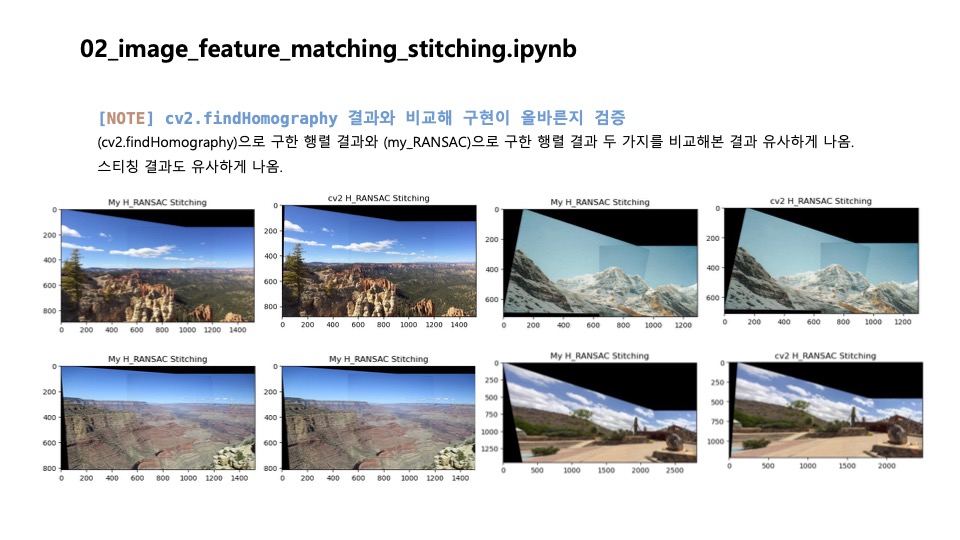 02_image_feature_matching_stitching.ipynb
[NOTE] cv2.findHomography 결과와 비교해 구현이 올바른지 검증
(cv2.findHomography)으로 구한 행렬 결과와 (my_RANSAC)으로 구한 행렬 결과 두 가지를 비교해본 결과 유사하게 나옴.
스티칭 결과도 유사하게 나옴.
My H_RANSAC Stitching
0
200
400
600
800
0 200 400 600 800 1000 1200 1400
cv2 H_RANSAC Stitching
0
200
400
600
800
0 200 400 600 800 1000 1200 1400
My H_RANSAC Stitching
0
200
400
600
0 200 400 600 800 1000 1200
cv2 H_RANSAC Stitching
0
200
400
600
0 200 400 600 800 1000 1200
My H_RANSAC Stitching
0
200
400
600
800
0 200 400 600 800 1000 1200 1400
My H_RANSAC Stitching
0
200
400
600
800
0 200 400 600 800 1000 1200 1400
My H_RANSAC Stitching
0
250
500
750
1000
1250
0 500 1000 1500 2000 2500
cv2 H_RANSAC Stitching
0
250
500
750
1000
0 500 1000 1500 2000